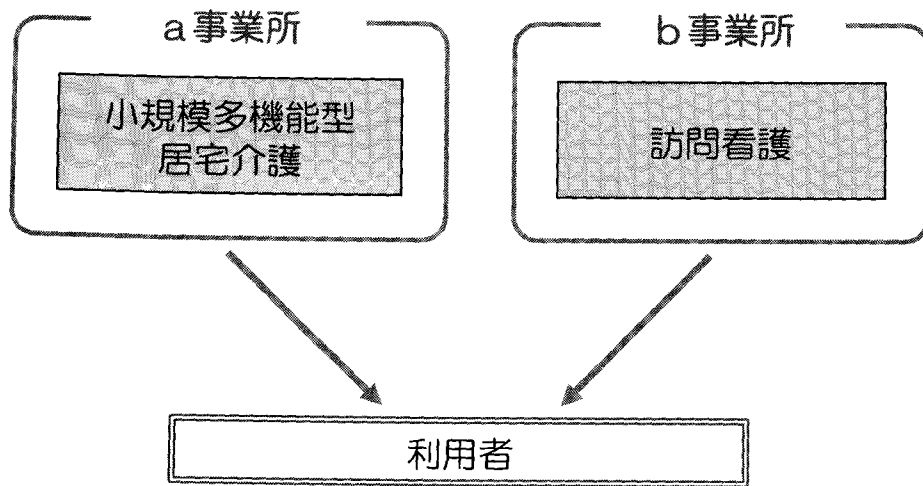 a事業所
小規模多機能型
居宅介護
b事業所
訪問看護
利用者